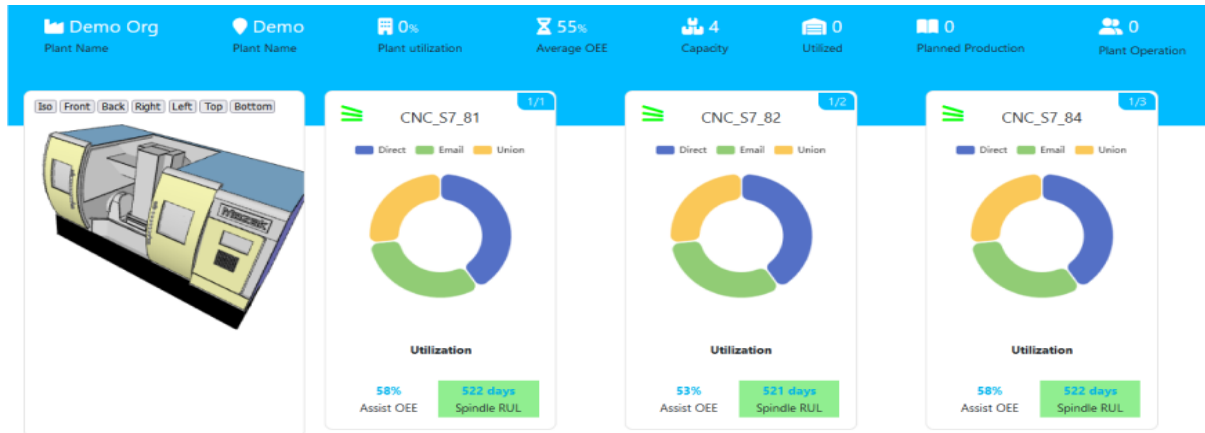 Demo Org
Plant Name
Demo
Plant Name
0%
Plant utilization
55%
Average OEE
4
Capacity
0
Utilized
0
Planned Production
0
Plant Operation
Iso Front Back Right Left Top Bottom
Mazak
1/1
CNC_S7_81
Direct Email Union
Utilization
58%
Assist OEE
522 days
Spindle RUL
1/2
CNC_S7_82
Direct Email Union
Utilization
53%
Assist OEE
521 days
Spindle RUL
1/3
CNC_S7_84
Direct Email Union
Utilization
58%
Assist OEE
522 days
Spindle RUL